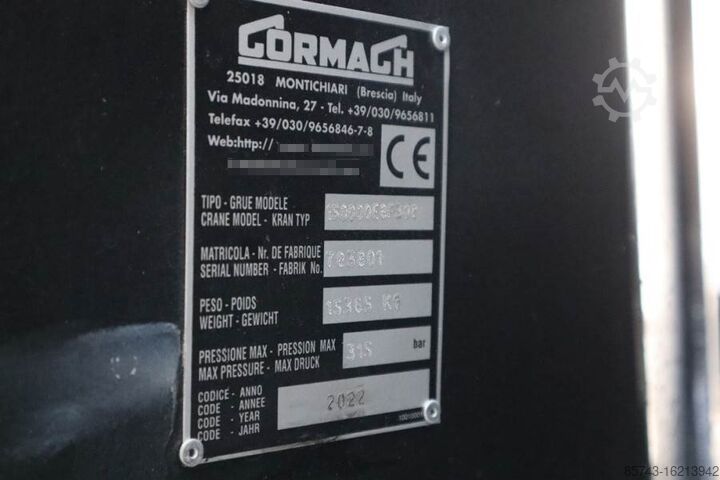 CORMACH
25018 MONTICHIARI (Brescia) Italy
Via Madonnina, 27 - Tel. +39/030/9656811
Telefax +39/030/9656846-7-8
Web:http://
CE
TIPO - GRUE MODELE
CRANE MODEL - KRAN TYP
MATRICOLA - Nr. DE FABRIQUE
SERIAL NUMBER - FABRIK No.
PESO - POIDS
WEIGHT - GEWICHT
15365 KG
PRESSIONE MAX - PRESSION MAX
MAX PRESSURE - MAX DRUCK
315 bar
CODICE - ANNO
CODE - ANNEE
CODE - YEAR
CODE - JAHR
2022
85743-16213942